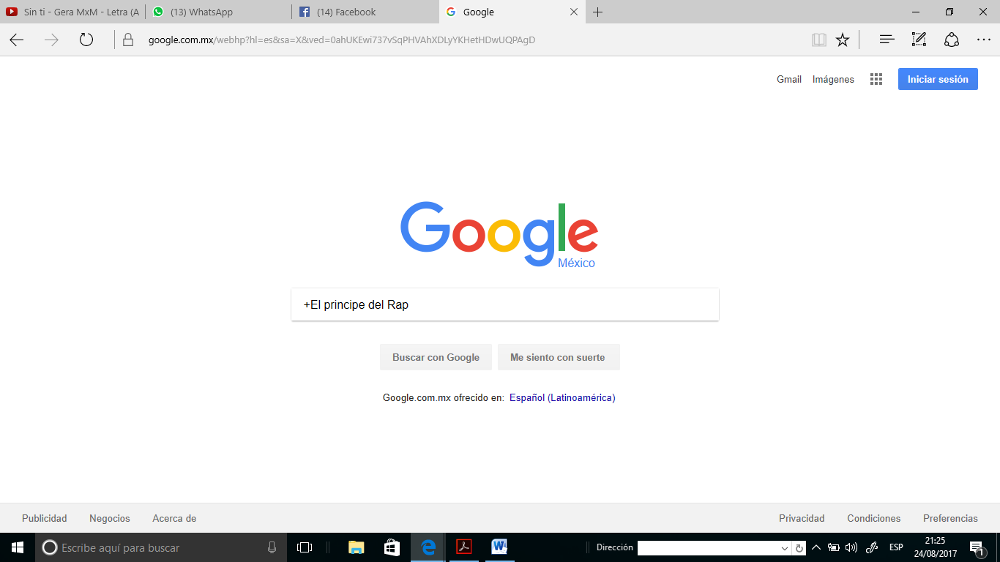 Sin ti - Gera MxM - Letra (A
(13) WhatsApp
(14) Facebook
Google
google.com.mx/webhp?hl=es&sa=X&ved=0ahUKEwi737vSqPHVAhXDLyYKHetHDwUQPAgD
Gmail Imágenes Iniciar sesión
Google
México
+El principe del Rap
Buscar con Google Me siento con suerte
Google.com.mx ofrecido en: Español (Latinoamérica)
Publicidad Negocios Acerca de Privacidad Condiciones Preferencias
Escribe aquí para buscar
Dirección
ESP
21:25
24/08/2017
1